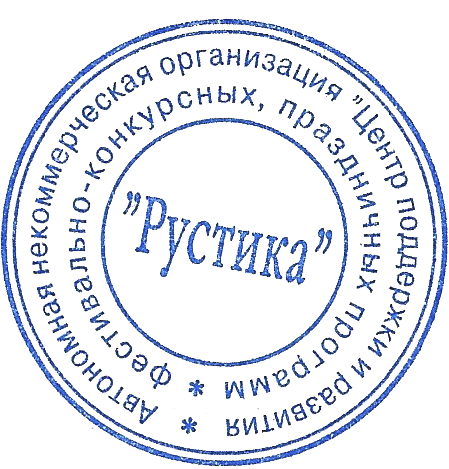 Автономная некоммерческая организация "Центр поддержки и развития *
фестивально-конкурсных, праздничных программ *
"Рустика"